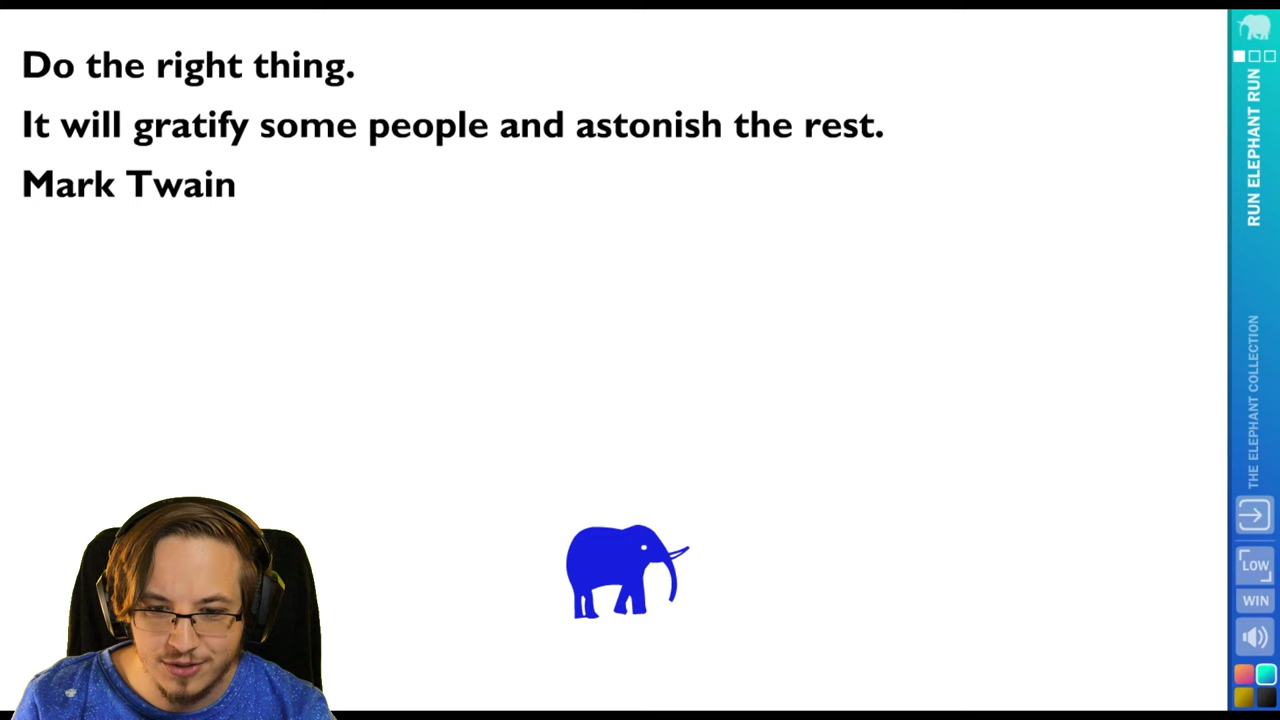 Do the right thing.
It will gratify some people and astonish the rest.
Mark Twain
RUN ELEPHANT RUN
THE ELEPHANT COLLECTION
LOW
WIN